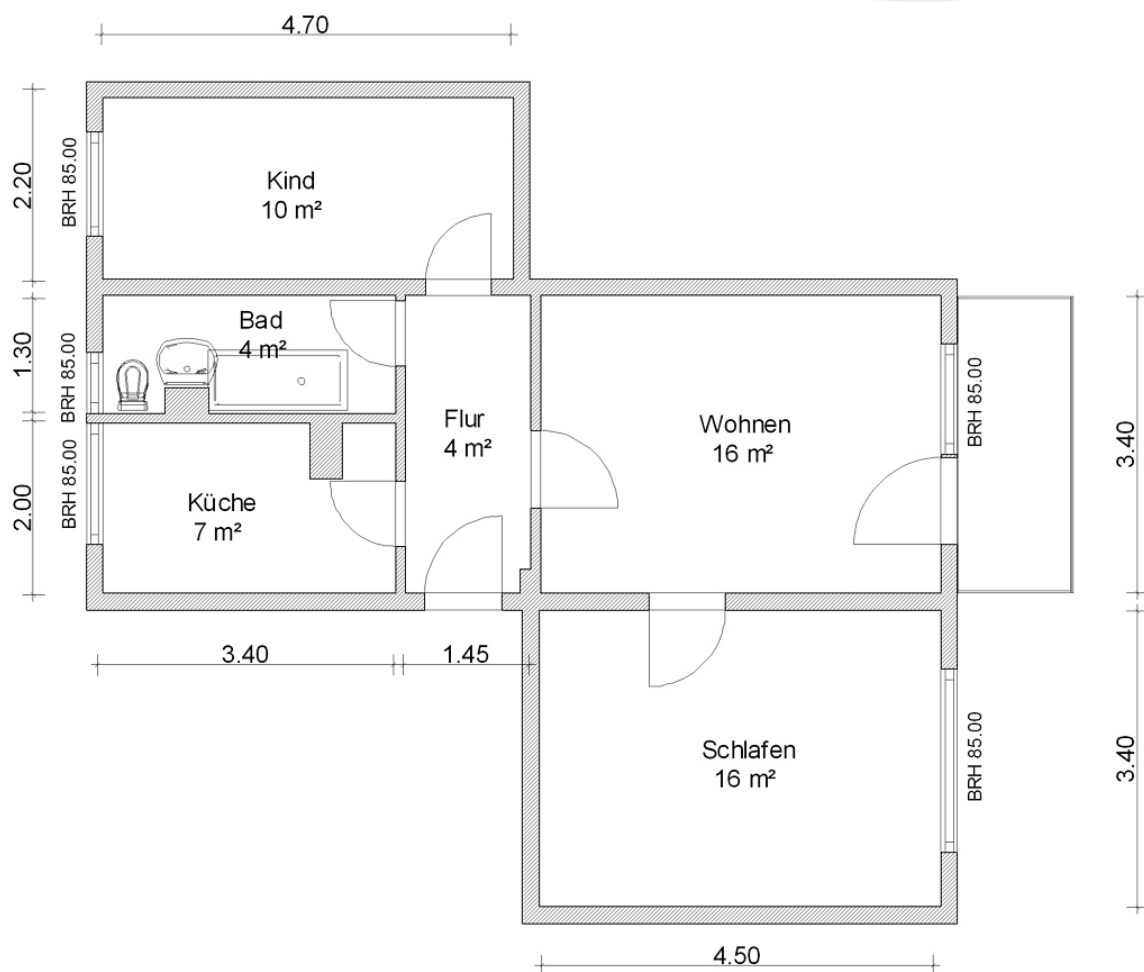 4.70
2.20
BRH 85.00
Kind
10 m²
1.30
BRH 85.00
Bad
4 m²
Flur
4 m²
Wohnen
16 m²
BRH 85.00
3.40
2.00
BRH 85.00
Küche
7 m²
3.40
1.45
Schlafen
16 m²
BRH 85.00
3.40
4.50